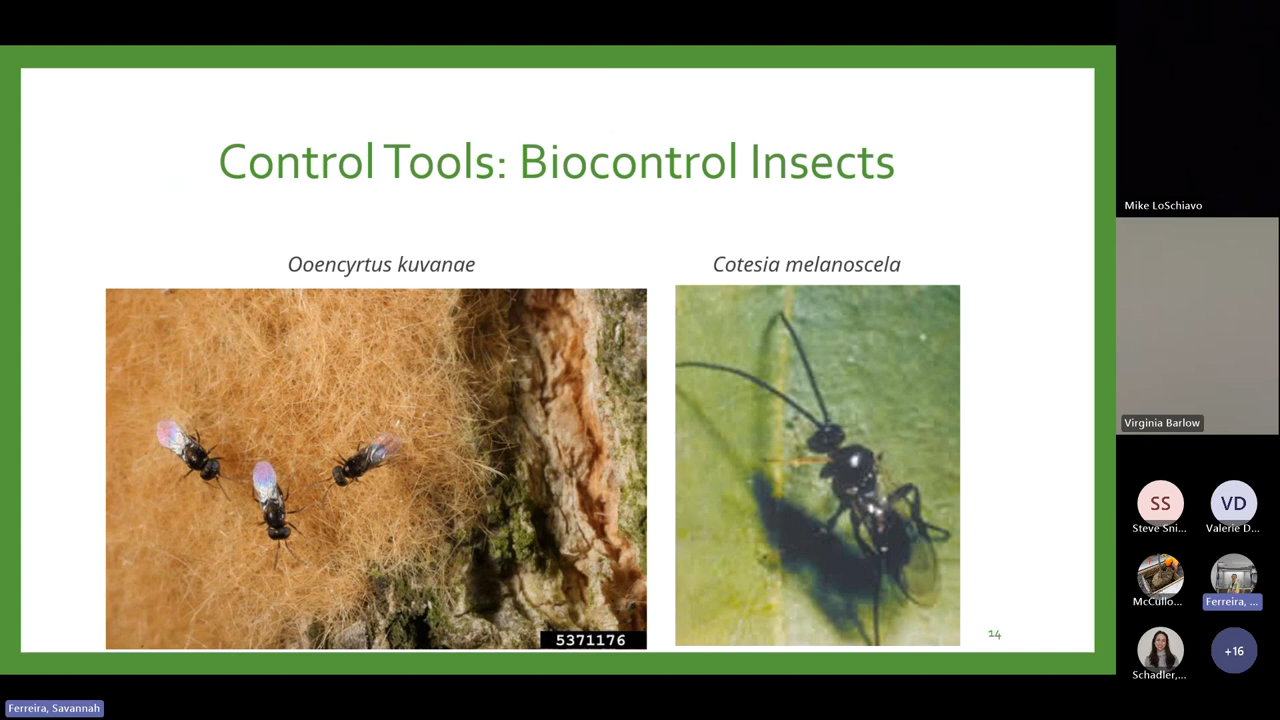 Control Tools: Biocontrol Insects
Ooencyrtus kuvanae
Cotesia melanoscela
5371176
14
Mike LoSchiavo
Virginia Barlow
SS
VD
Steve Sni...
Valerie D...
McCullo...
Ferreira, ...
Schadler,...
+16
Ferreira, Savannah